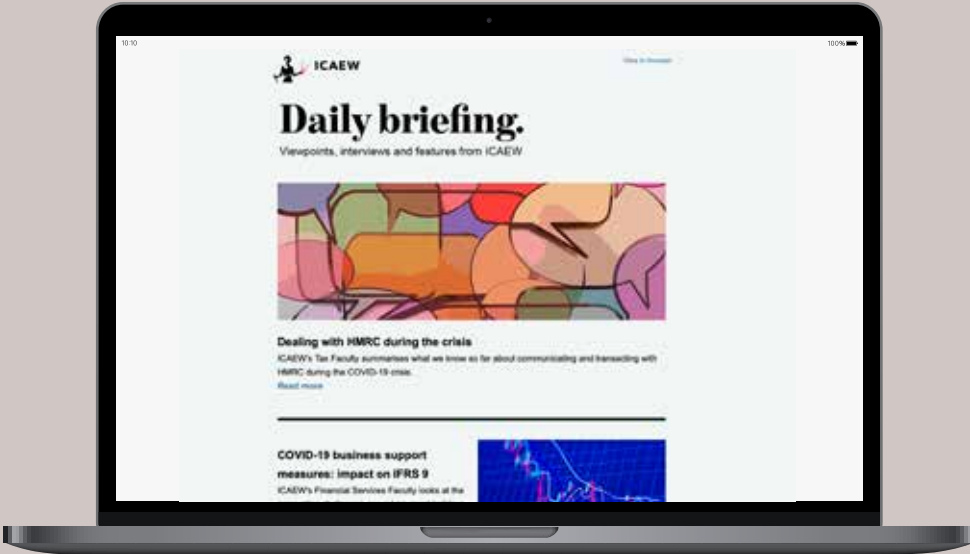 10:10
100%
ICAEW
View in browser
Daily briefing.
Viewpoints, interviews and features from ICAEW
Dealing with HMRC during the crisis
ICAEW's Tax Faculty summarises what we know so far about communicating and transacting with
HMRC during the COVID-19 crisis.
Read more
COVID-19 business support
measures: impact on IFRS 9
ICAEW's Financial Services Faculty looks at the